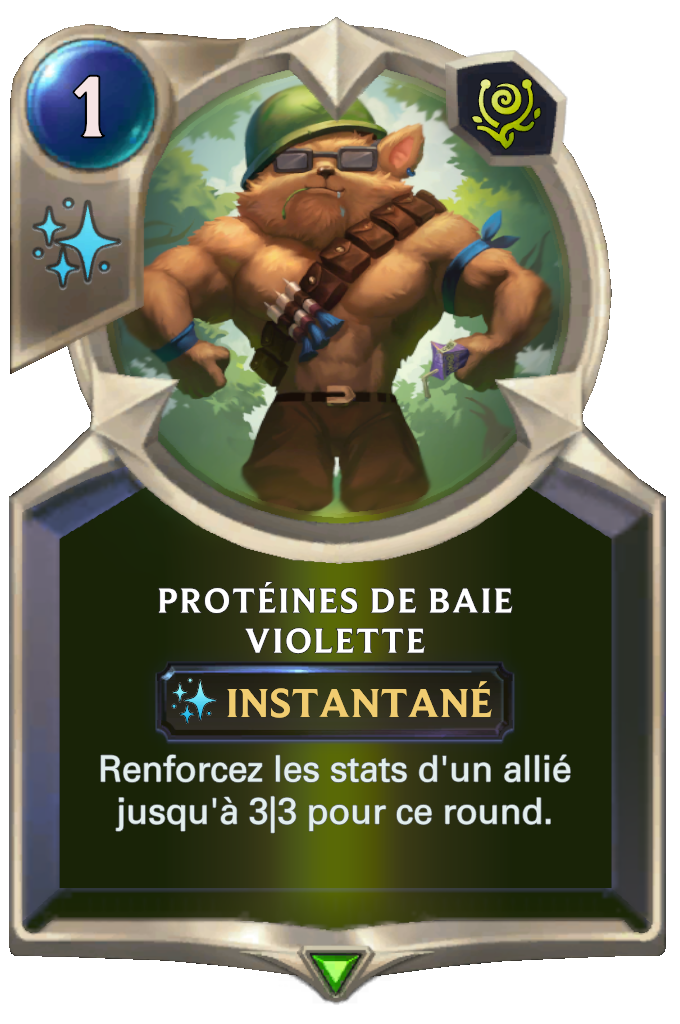 1
PROTÉINES DE BAIE
VIOLETTE
INSTANTANÉ
Renforcez les stats d'un allié
jusqu'à 3|3 pour ce round.